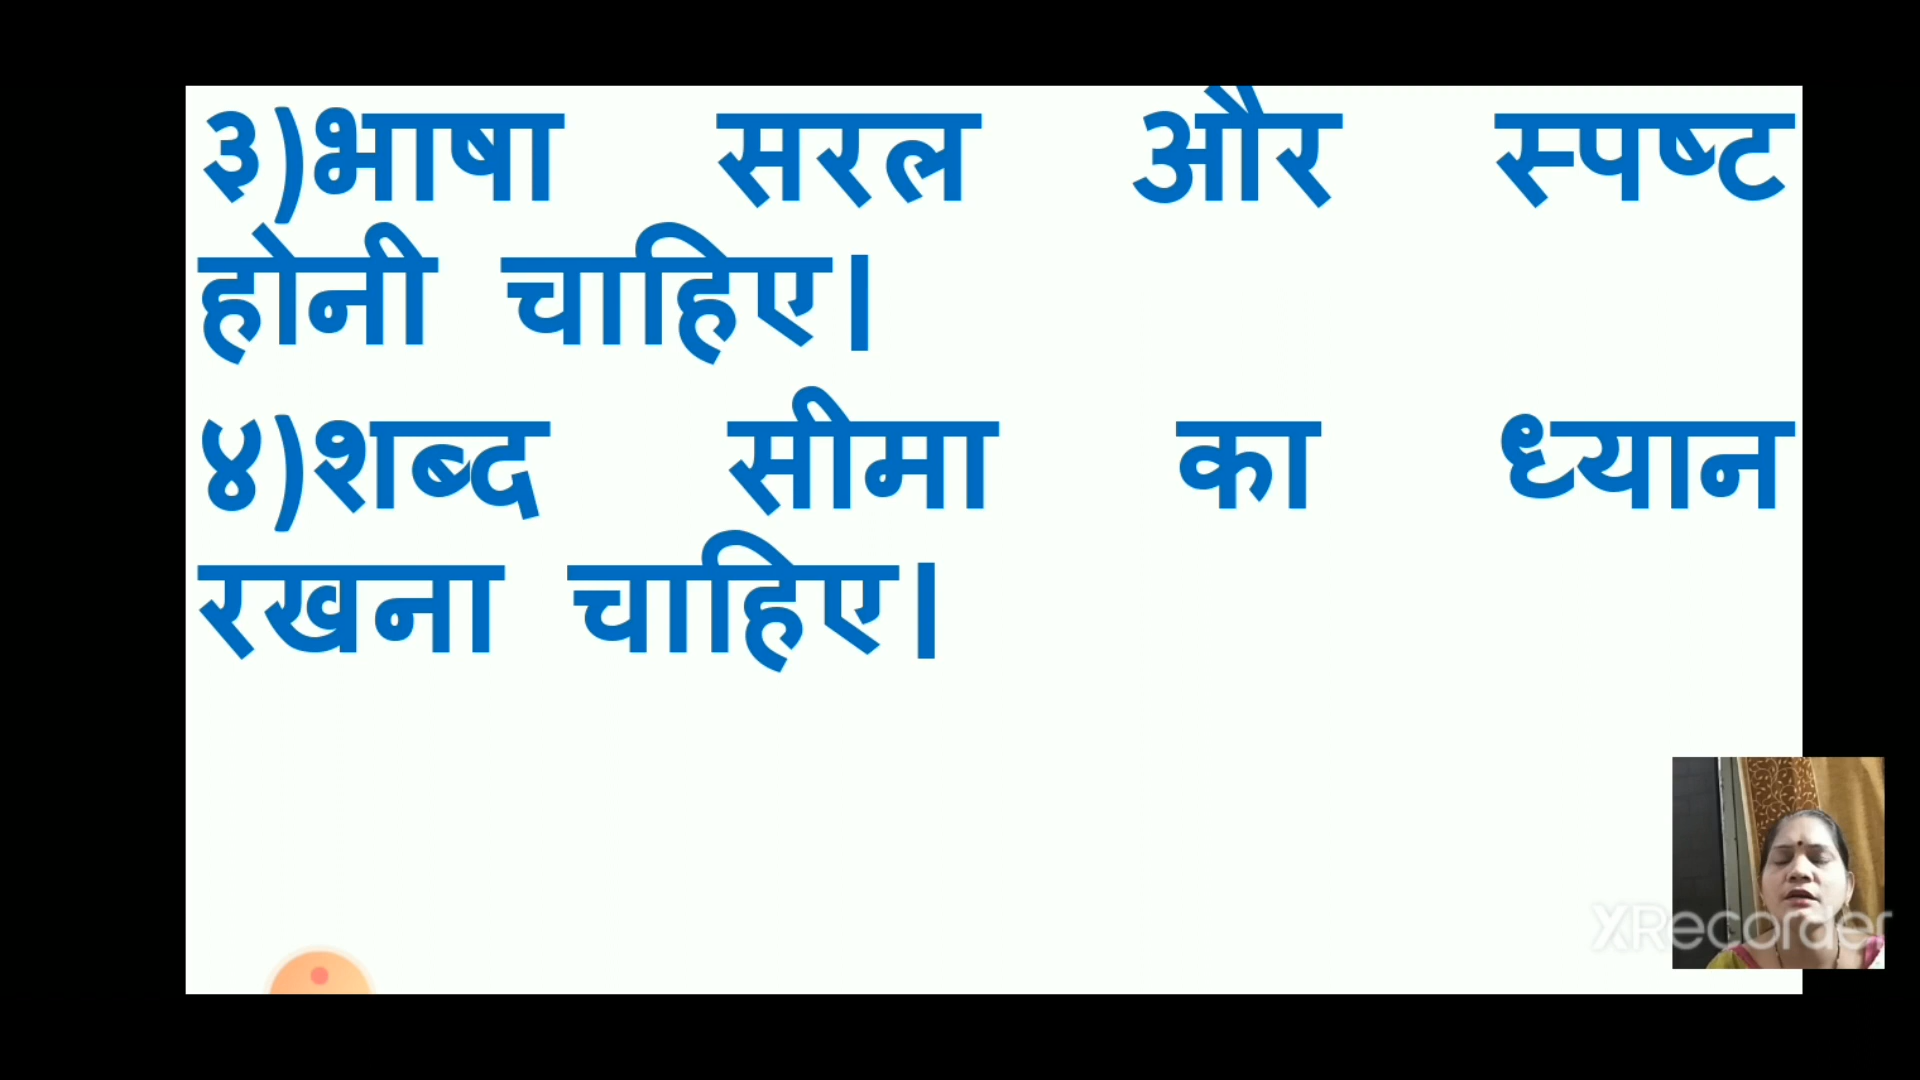 ३)भाषा सरल और स्पष्ट
होनी चाहिए।
४)शब्द सीमा का ध्यान
रखना चाहिए।
XRecorder